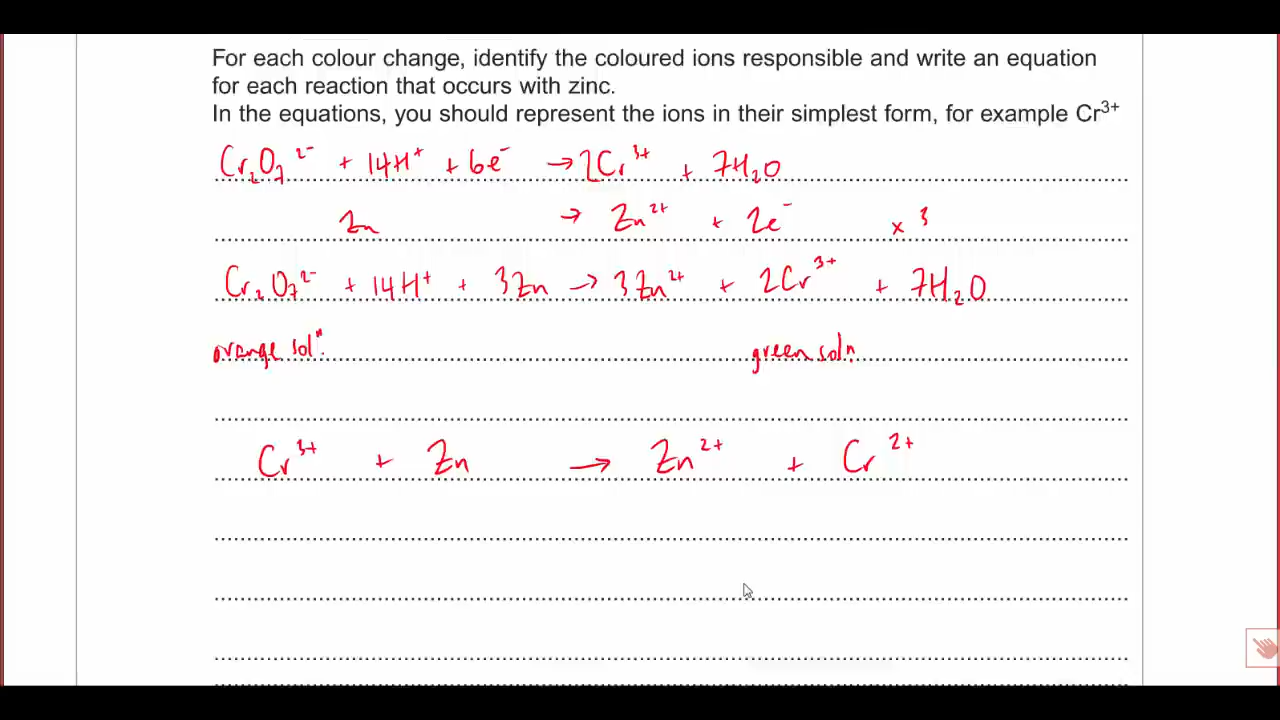 For each colour change, identify the coloured ions responsible and write an equation
for each reaction that occurs with zinc.
In the equations, you should represent the ions in their simplest form, for example Cr³⁺
Cr₂O₇²⁻ + 14H⁺ + 6e⁻ → 2Cr³⁺ + 7H₂O
Zn → Zn²⁺ + 2e⁻ × 3
Cr₂O₇²⁻ + 14H⁺ + 3Zn → 3Zn²⁺ + 2Cr³⁺ + 7H₂O
orange solⁿ. green soln
Cr³⁺ + Zn → Zn²⁺ + Cr²⁺